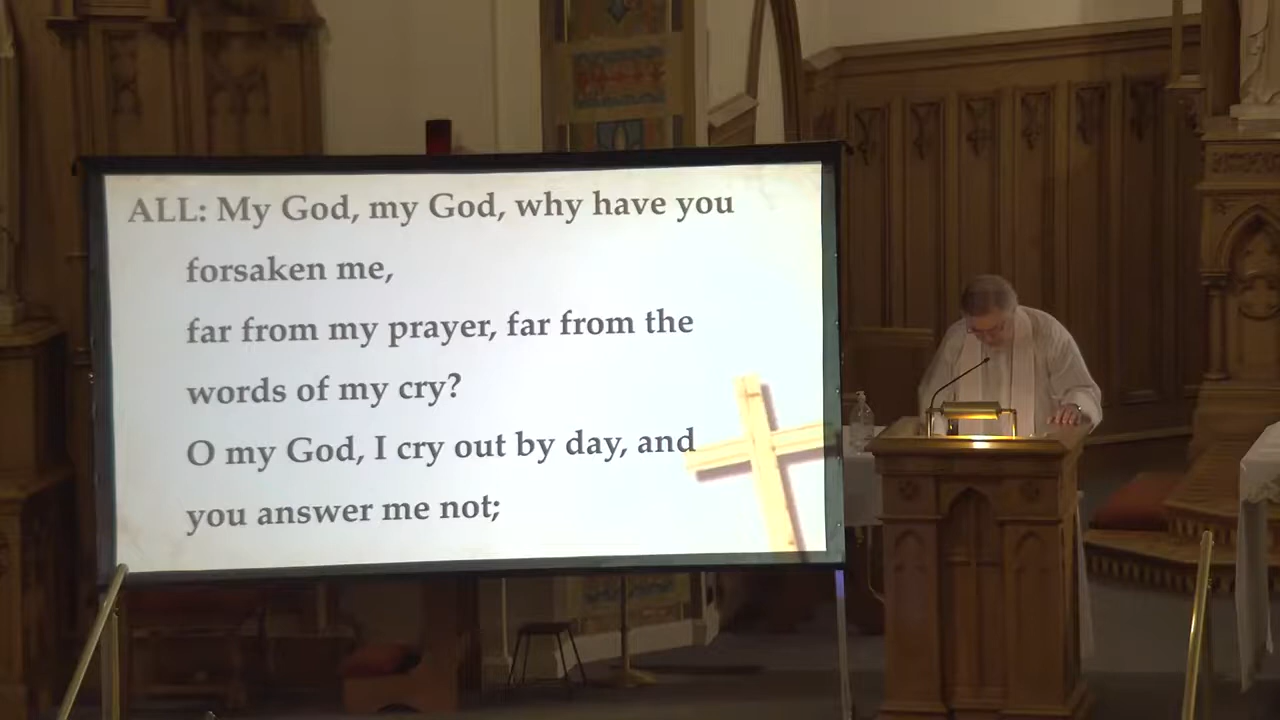 ALL: My God, my God, why have you
forsaken me,
far from my prayer, far from the
words of my cry?
O my God, I cry out by day, and
you answer me not;